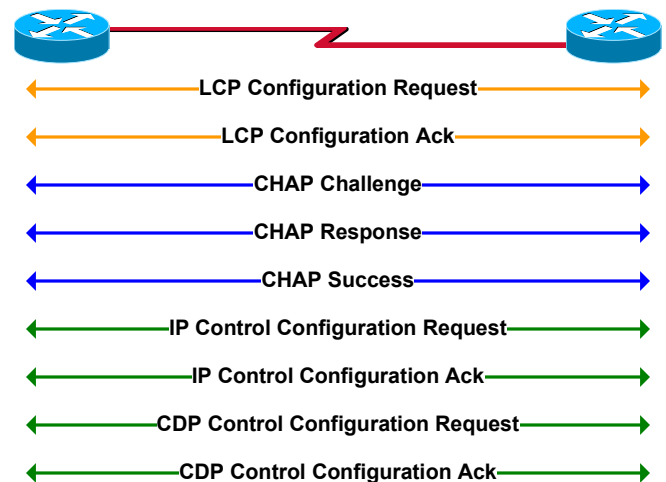 LCP Configuration Request
LCP Configuration Ack
CHAP Challenge
CHAP Response
CHAP Success
IP Control Configuration Request
IP Control Configuration Ack
CDP Control Configuration Request
CDP Control Configuration Ack